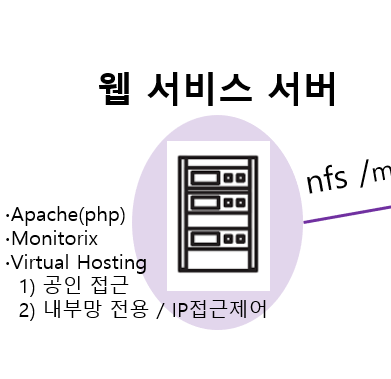 웹 서비스 서버
nfs /m
·Apache(php)
·Monitorix
·Virtual Hosting
1) 공인 접근
2) 내부망 전용 / IP접근제어